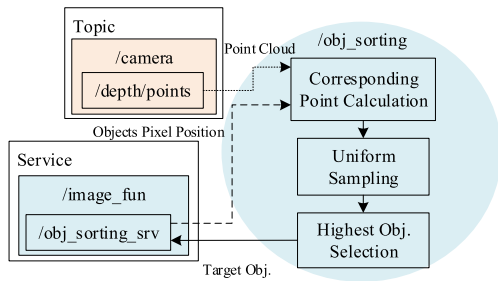 Topic
/camera
/depth/points
Point Cloud
/obj_sorting
Corresponding
Point Calculation
Objects Pixel Position
Service
/image_fun
/obj_sorting_srv
Uniform
Sampling
Highest Obj.
Selection
Target Obj.